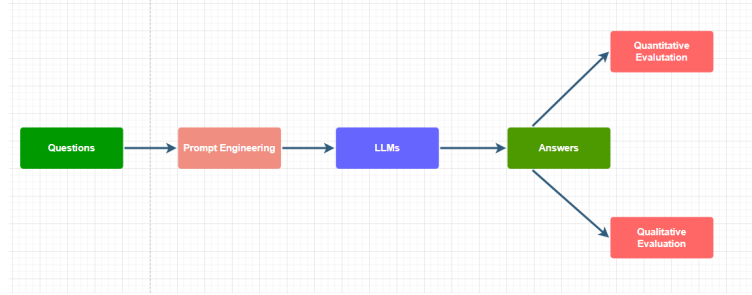 Quantitative
Evalutation
Questions
Prompt Engineering
LLMs
Answers
Qualitative
Evaluation